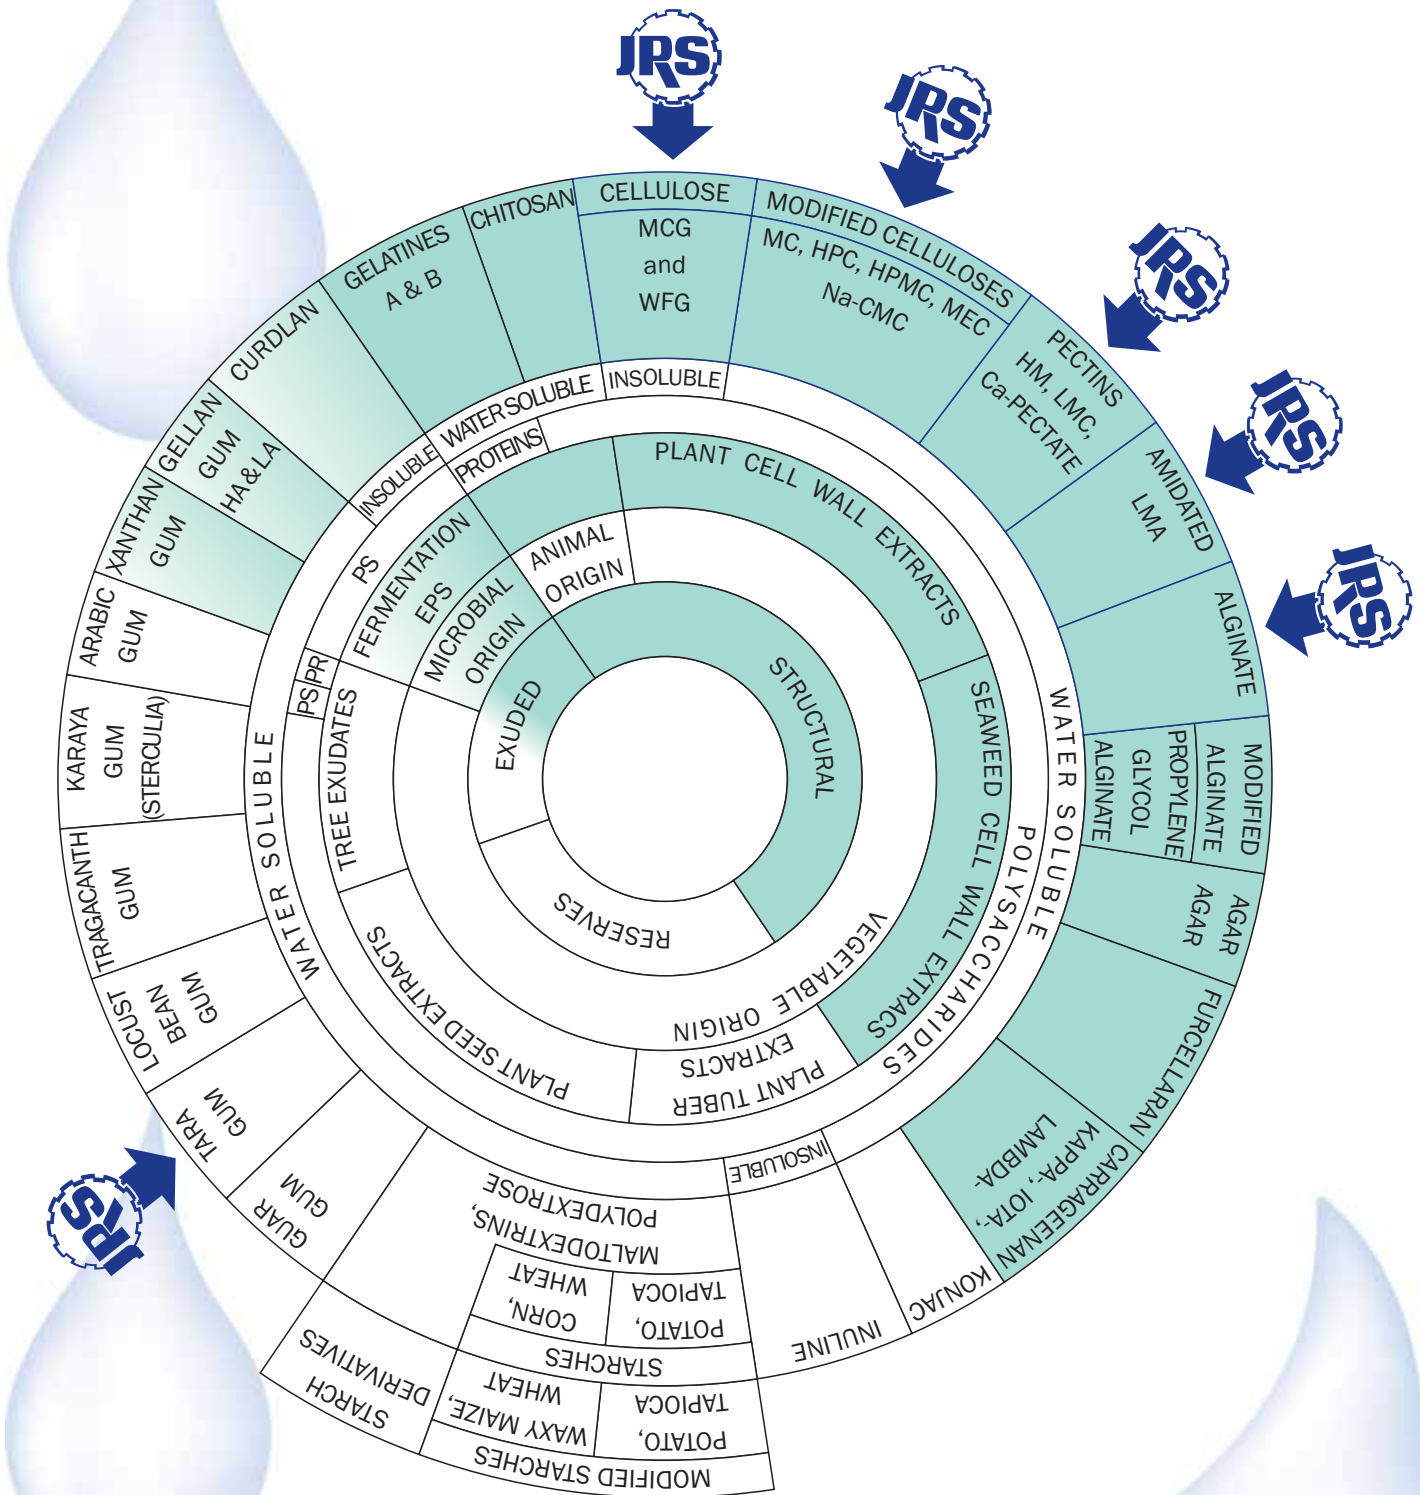 JRS
JRS
JRS
JRS
JRS
JRS
CELLULOSE
MCG
and
WFG
MODIFIED CELLULOSES
MC, HPC, HPMC, MEC
Na-CMC
PECTINS
HM, LMC,
Ca-PECTATE
AMIDATED
LMA
ALGINATE
MODIFIED
ALGINATE
PROPYLENE
GLYCOL
ALGINATE
AGAR
AGAR
FURCELLARAN
CARRAGEENAN
KAPPA-, IOTA-,
LAMBDA-
KONJAC
INULINE
POLYDEXTROSE
MALTODEXTRINS,
POTATO,
TAPIOCA
CORN,
WHEAT
STARCHES
POTATO,
TAPIOCA
WAXY MAIZE,
WHEAT
MODIFIED STARCHES
STARCH
DERIVATIVES
GUAR
GUM
TARA
GUM
LOCUST
BEAN
GUM
TRAGACANTH
GUM
KARAYA
GUM
(STERCULIA)
ARABIC
GUM
XANTHAN
GUM
GELLAN
GUM
HA & LA
CURDLAN
GELATINES
A & B
CHITOSAN
INSOLUBLE
WATER SOLUBLE
INSOLUBLE
WATER SOLUBLE
INSOLUBLE
WATER SOLUBLE
PROTEINS
POLYSACCHARIDES
PS
PR
PS
PLANT CELL WALL EXTRACTS
SEAWEED CELL WALL EXTRACS
PLANT TUBER
EXTRACTS
PLANT SEED EXTRACTS
TREE EXUDATES
FERMENTATION
EPS
ANIMAL
ORIGIN
VEGETABLE ORIGIN
MICROBIAL
ORIGIN
STRUCTURAL
RESERVES
EXUDED